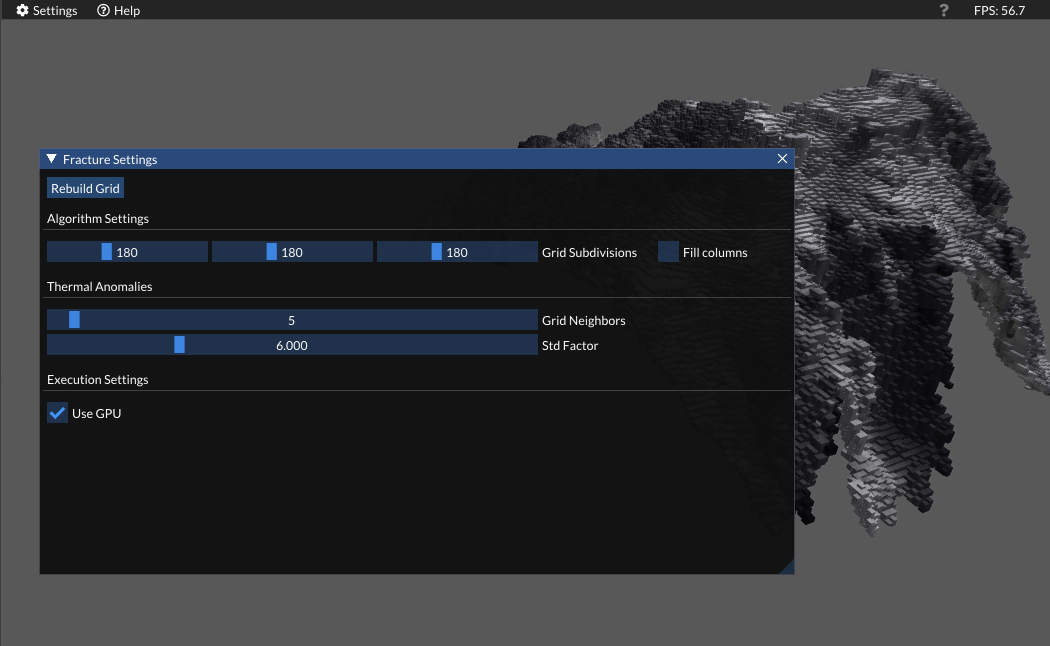 Settings Help ? FPS: 56.7
Fracture Settings
Rebuild Grid
Algorithm Settings
180 180 180 Grid Subdivisions Fill columns
Thermal Anomalies
5 Grid Neighbors
6.000 Std Factor
Execution Settings
Use GPU